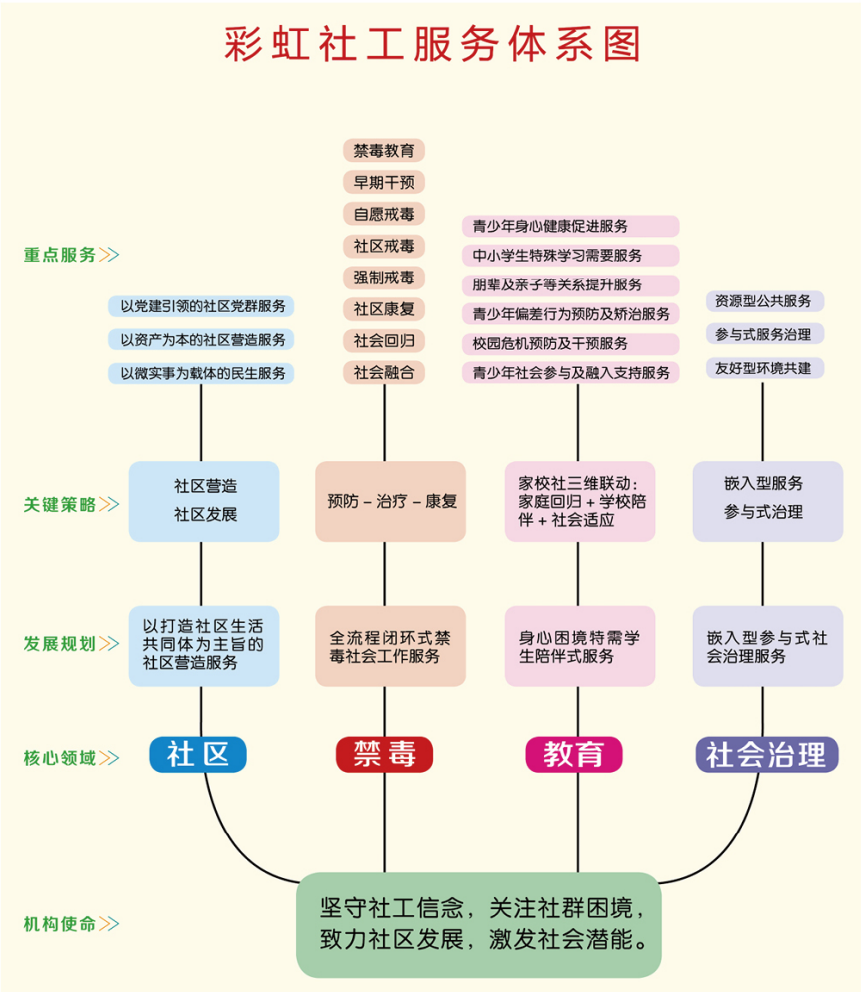 彩虹社工服务体系图
重点服务
以党建引领的社区党群服务
以资产为本的社区营造服务
以微实事为载体的民生服务
禁毒教育
早期干预
自愿戒毒
社区戒毒
强制戒毒
社区康复
社会回归
社会融合
青少年身心健康促进服务
中小学生特殊学习需要服务
朋辈及亲子等关系提升服务
青少年偏差行为预防及矫治服务
校园危机预防及干预服务
青少年社会参与及融入支持服务
资源型公共服务
参与式服务治理
友好型环境共建
关键策略
社区营造
社区发展
预防-治疗-康复
家校社三维联动:
家庭回归+学校陪
伴+社会适应
嵌入型服务
参与式治理
发展规划
以打造社区生活
共同体为主旨的
社区营造服务
全流程闭环式禁
毒社会工作服务
身心困境特需学
生陪伴式服务
嵌入型参与式社
会治理服务
核心领域
社区
禁毒
教育
社会治理
机构使命
坚守社工信念，关注社群困境，
致力社区发展，激发社会潜能。